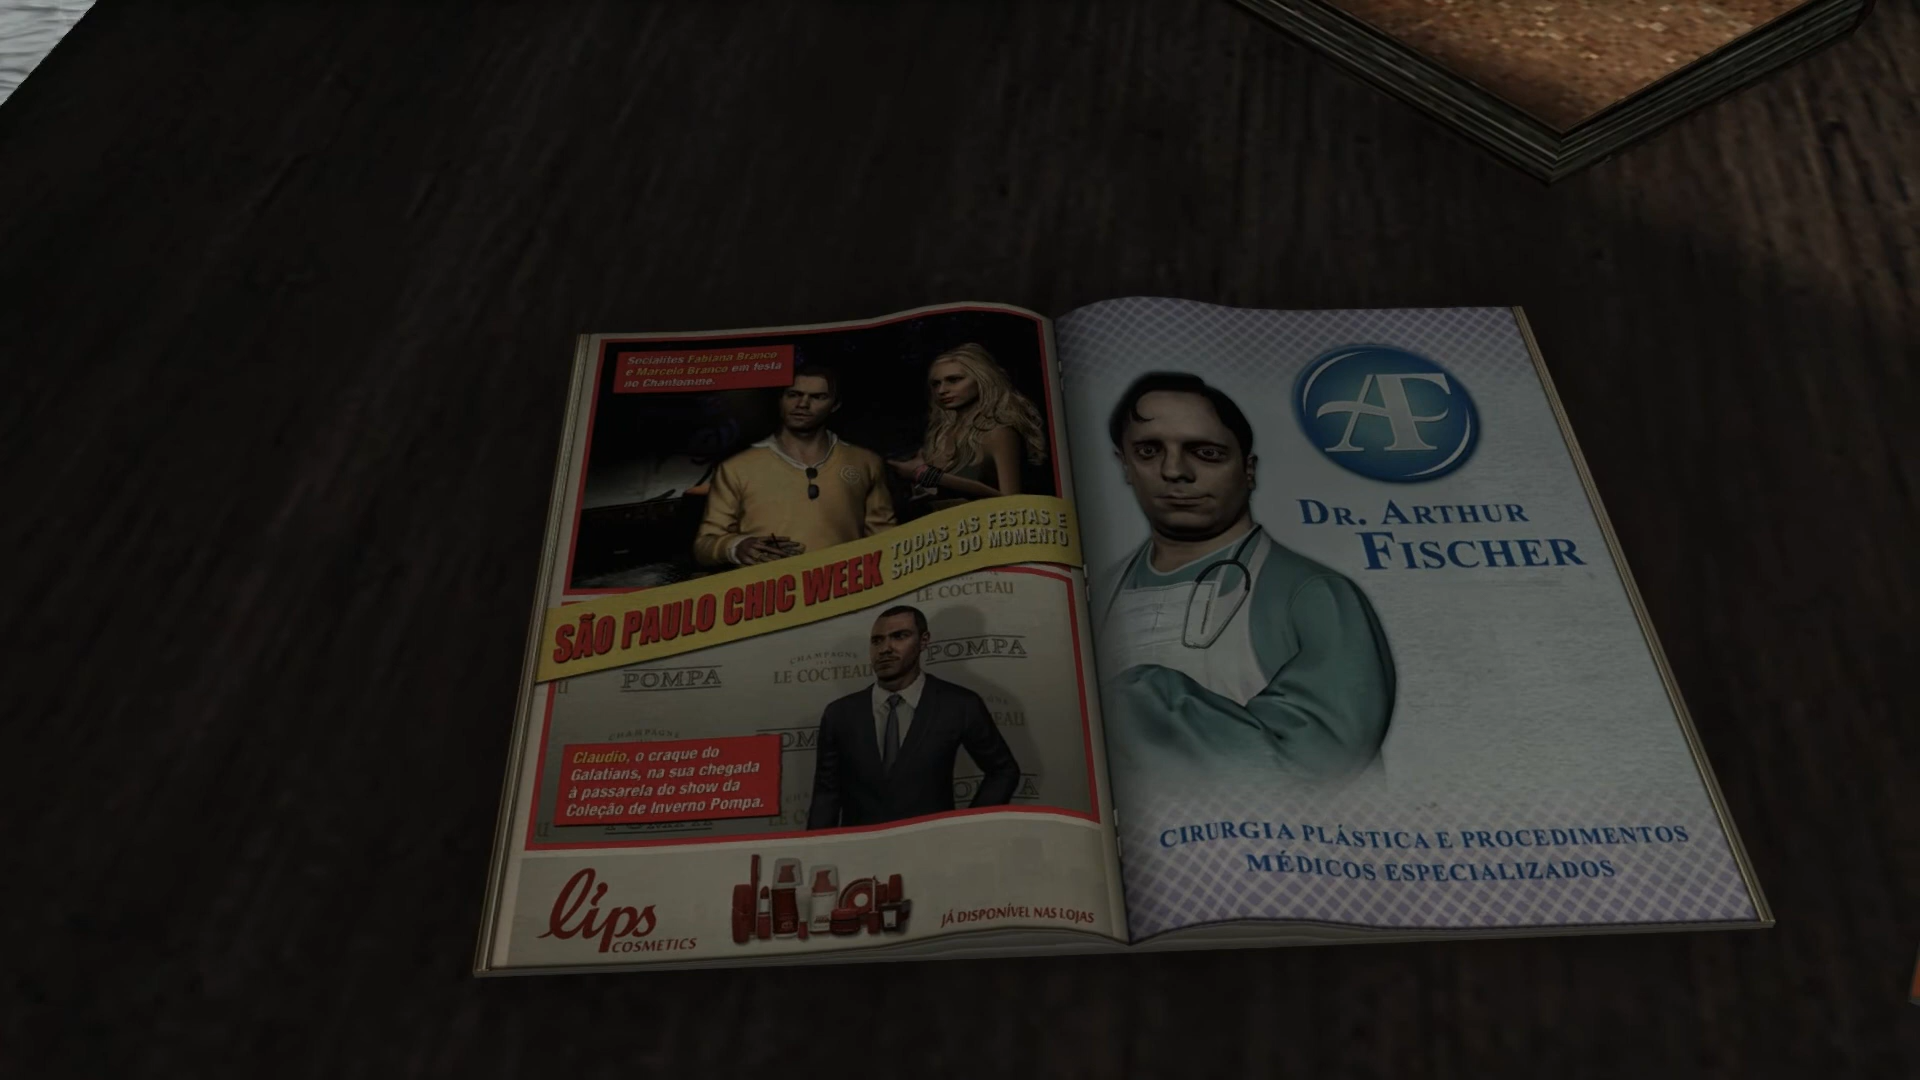 Socialites Fabiana Branco
e Marcelo Branco em festa
no Chantomme.
SÃO PAULO CHIC WEEK
TODAS AS FESTAS E
SHOWS DO MOMENTO
LE COCTEAU
POMPA
CHAMPAGNE
LE COCTEAU
POMPA
CHAMPAGNE
Claudio, o craque do
Galatians, na sua chegada
à passarela do show da
Coleção de Inverno Pompa.
lips
COSMETICS
JÁ DISPONÍVEL NAS LOJAS
AF
DR. ARTHUR
FISCHER
CIRURGIA PLÁSTICA E PROCEDIMENTOS
MÉDICOS ESPECIALIZADOS